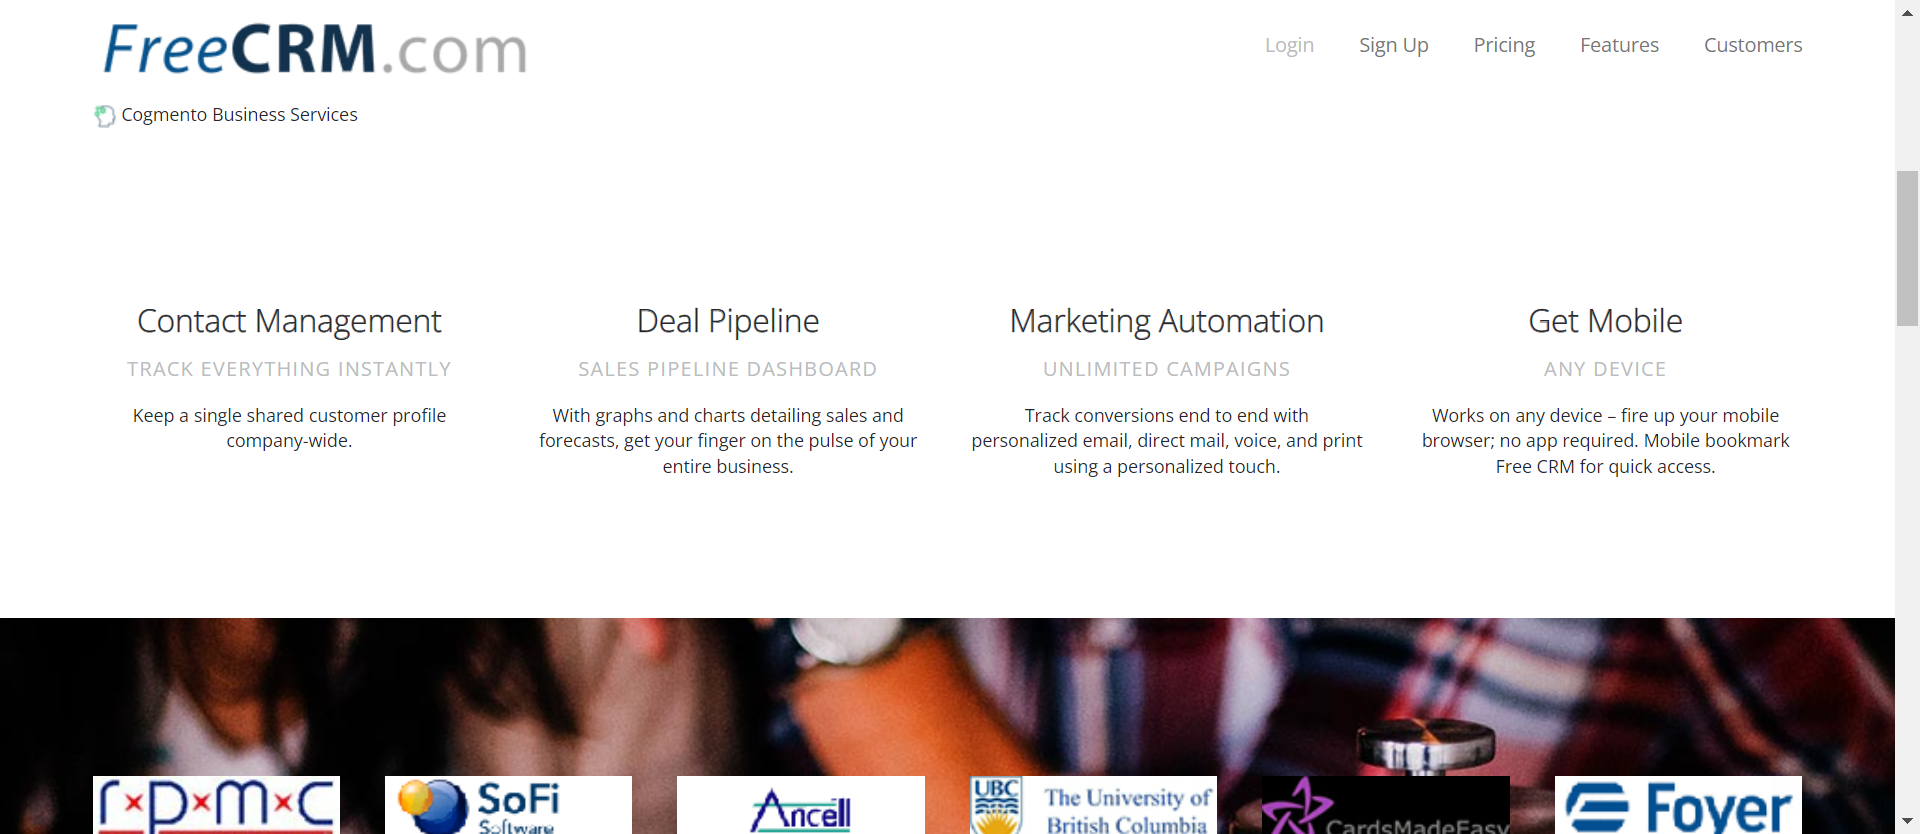 FreeCRM.com
Login Sign Up Pricing Features Customers
Cogmento Business Services
Contact Management
TRACK EVERYTHING INSTANTLY
Keep a single shared customer profile
company-wide.
Deal Pipeline
SALES PIPELINE DASHBOARD
With graphs and charts detailing sales and
forecasts, get your finger on the pulse of your
entire business.
Marketing Automation
UNLIMITED CAMPAIGNS
Track conversions end to end with
personalized email, direct mail, voice, and print
using a personalized touch.
Get Mobile
ANY DEVICE
Works on any device – fire up your mobile
browser; no app required. Mobile bookmark
Free CRM for quick access.
r×p×m×c
SoFi
Software
Ancell
UBC
The University of
British Columbia
CardsMadeEasy
Foyer